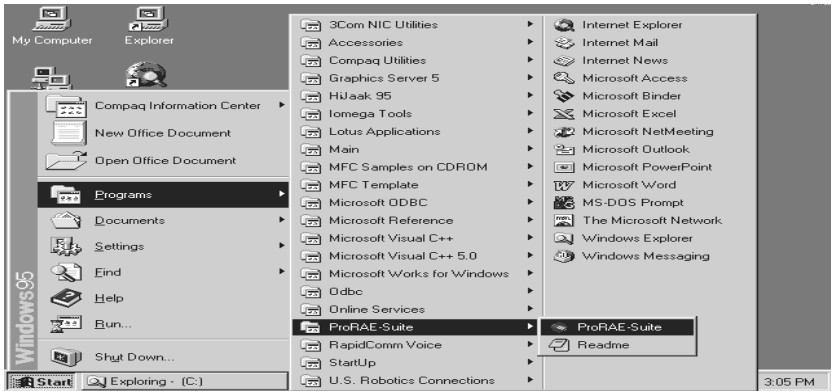 My Computer
Explorer
Compaq Information Center
New Office Document
Open Office Document
Programs
Documents
Settings
Find
Help
Run...
Shut Down...
Windows95
3Com NIC Utilities
Accessories
Compaq Utilities
Graphics Server 5
HiJaak 95
Iomega Tools
Lotus Applications
Main
MFC Samples on CDROM
MFC Template
Microsoft ODBC
Microsoft Reference
Microsoft Visual C++
Microsoft Visual C++ 5.0
Microsoft Works for Windows
Odbc
Online Services
ProRAE-Suite
RapidComm Voice
StartUp
U.S. Robotics Connections
Internet Explorer
Internet Mail
Internet News
Microsoft Access
Microsoft Binder
Microsoft Excel
Microsoft NetMeeting
Microsoft Outlook
Microsoft PowerPoint
Microsoft Word
MS-DOS Prompt
The Microsoft Network
Windows Explorer
Windows Messaging
ProRAE-Suite
Readme
Start
Exploring - (C:)
3:05 PM